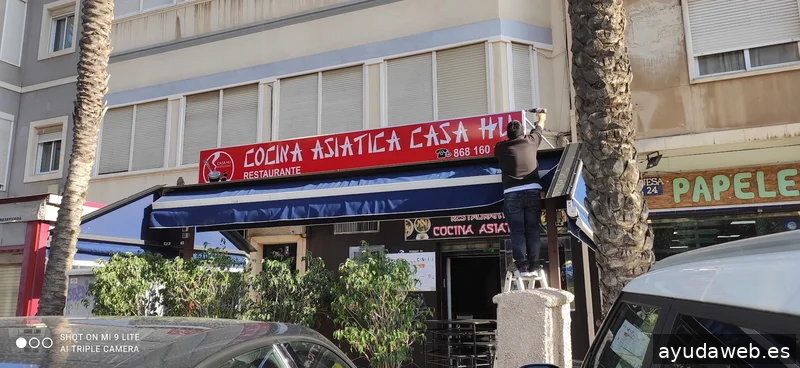 COCINA ASIATICA CASA HU
RESTAURANTE
868 160
COCINA ASIA
24
PAPELE
SHOT ON MI 9 LITE
AI TRIPLE CAMERA
ayudaweb.es